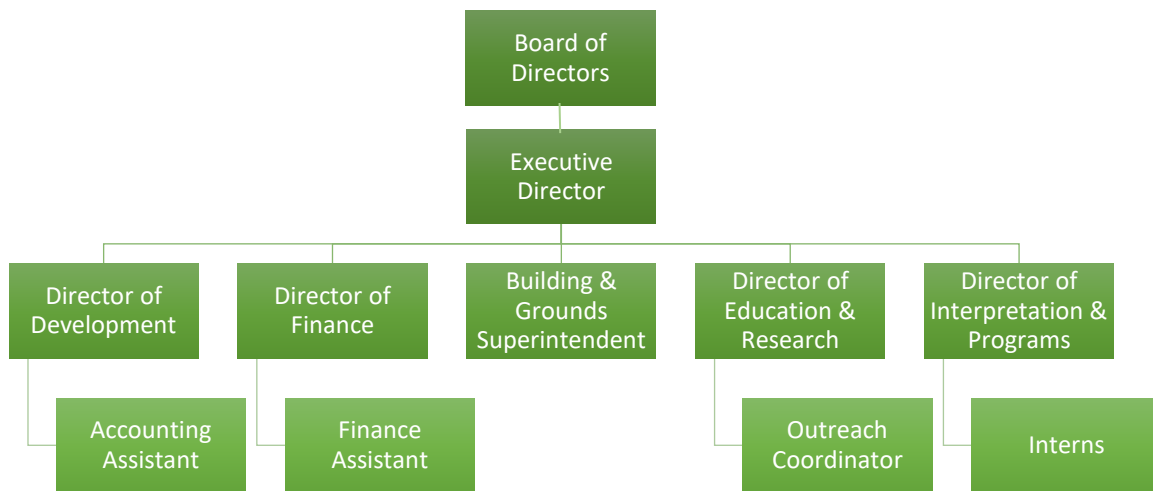 Board of
Directors
Executive
Director
Director of
Development
Director of
Finance
Building &
Grounds
Superintendent
Director of
Education &
Research
Director of
Interpretation &
Programs
Accounting
Assistant
Finance
Assistant
Outreach
Coordinator
Interns